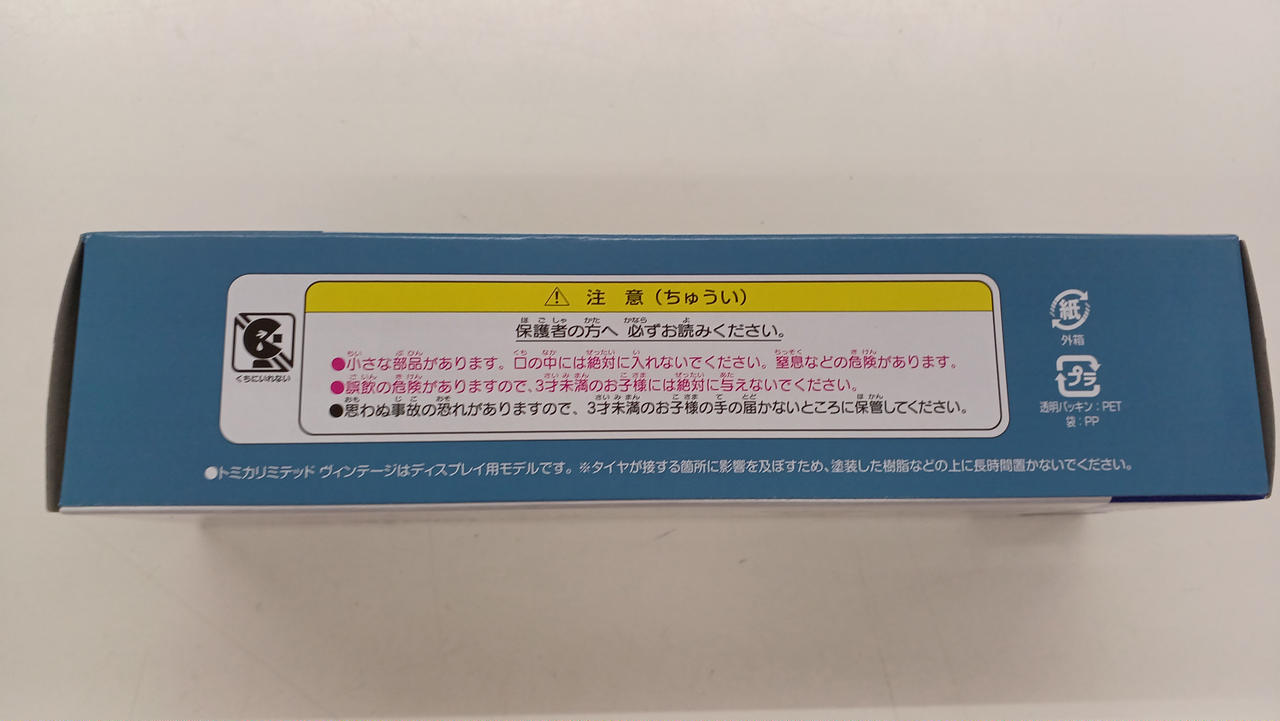 注 意（ちゅうい）
保護者の方へ 必ずお読みください。
●小さな部品があります。口の中には絶対に入れないでください。窒息などの危険があります。
●誤飲の危険がありますので、3才未満のお子様には絶対に与えないでください。
●思わぬ事故の恐れがありますので、3才未満のお子様の手の届かないところに保管してください。
くちにいれない
●トミカリミテッド ヴィンテージはディスプレイ用モデルです。※タイヤが接する箇所に影響を及ぼすため、塗装した樹脂などの上に長時間置かないでください。
紙
外箱
プラ
透明パッキン：PET
袋：PP